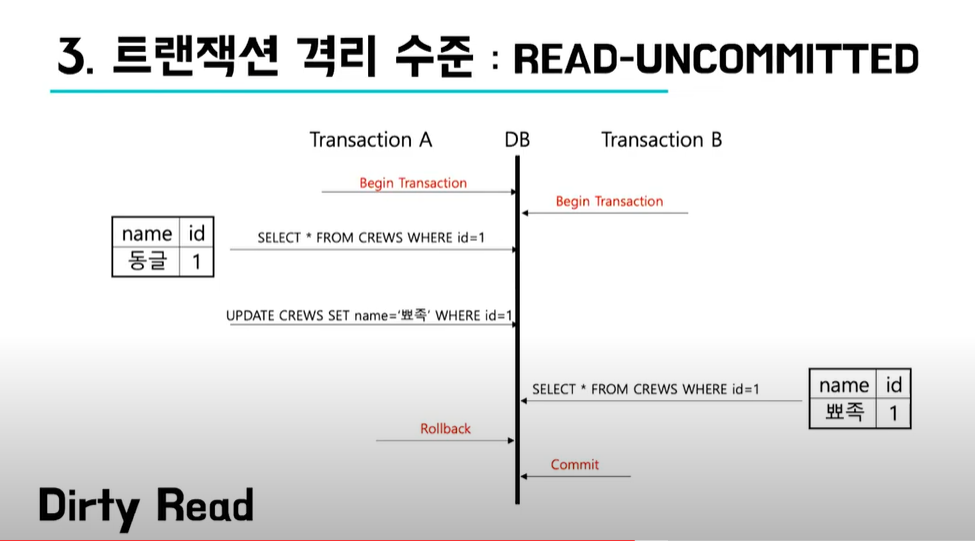 3. 트랜잭션 격리 수준 : READ-UNCOMMITTED
Transaction A
DB
Transaction B
Begin Transaction
Begin Transaction
name id
동글 1
SELECT * FROM CREWS WHERE id=1
UPDATE CREWS SET name='뾰족' WHERE id=1
SELECT * FROM CREWS WHERE id=1
name id
뾰족 1
Rollback
Commit
Dirty Read